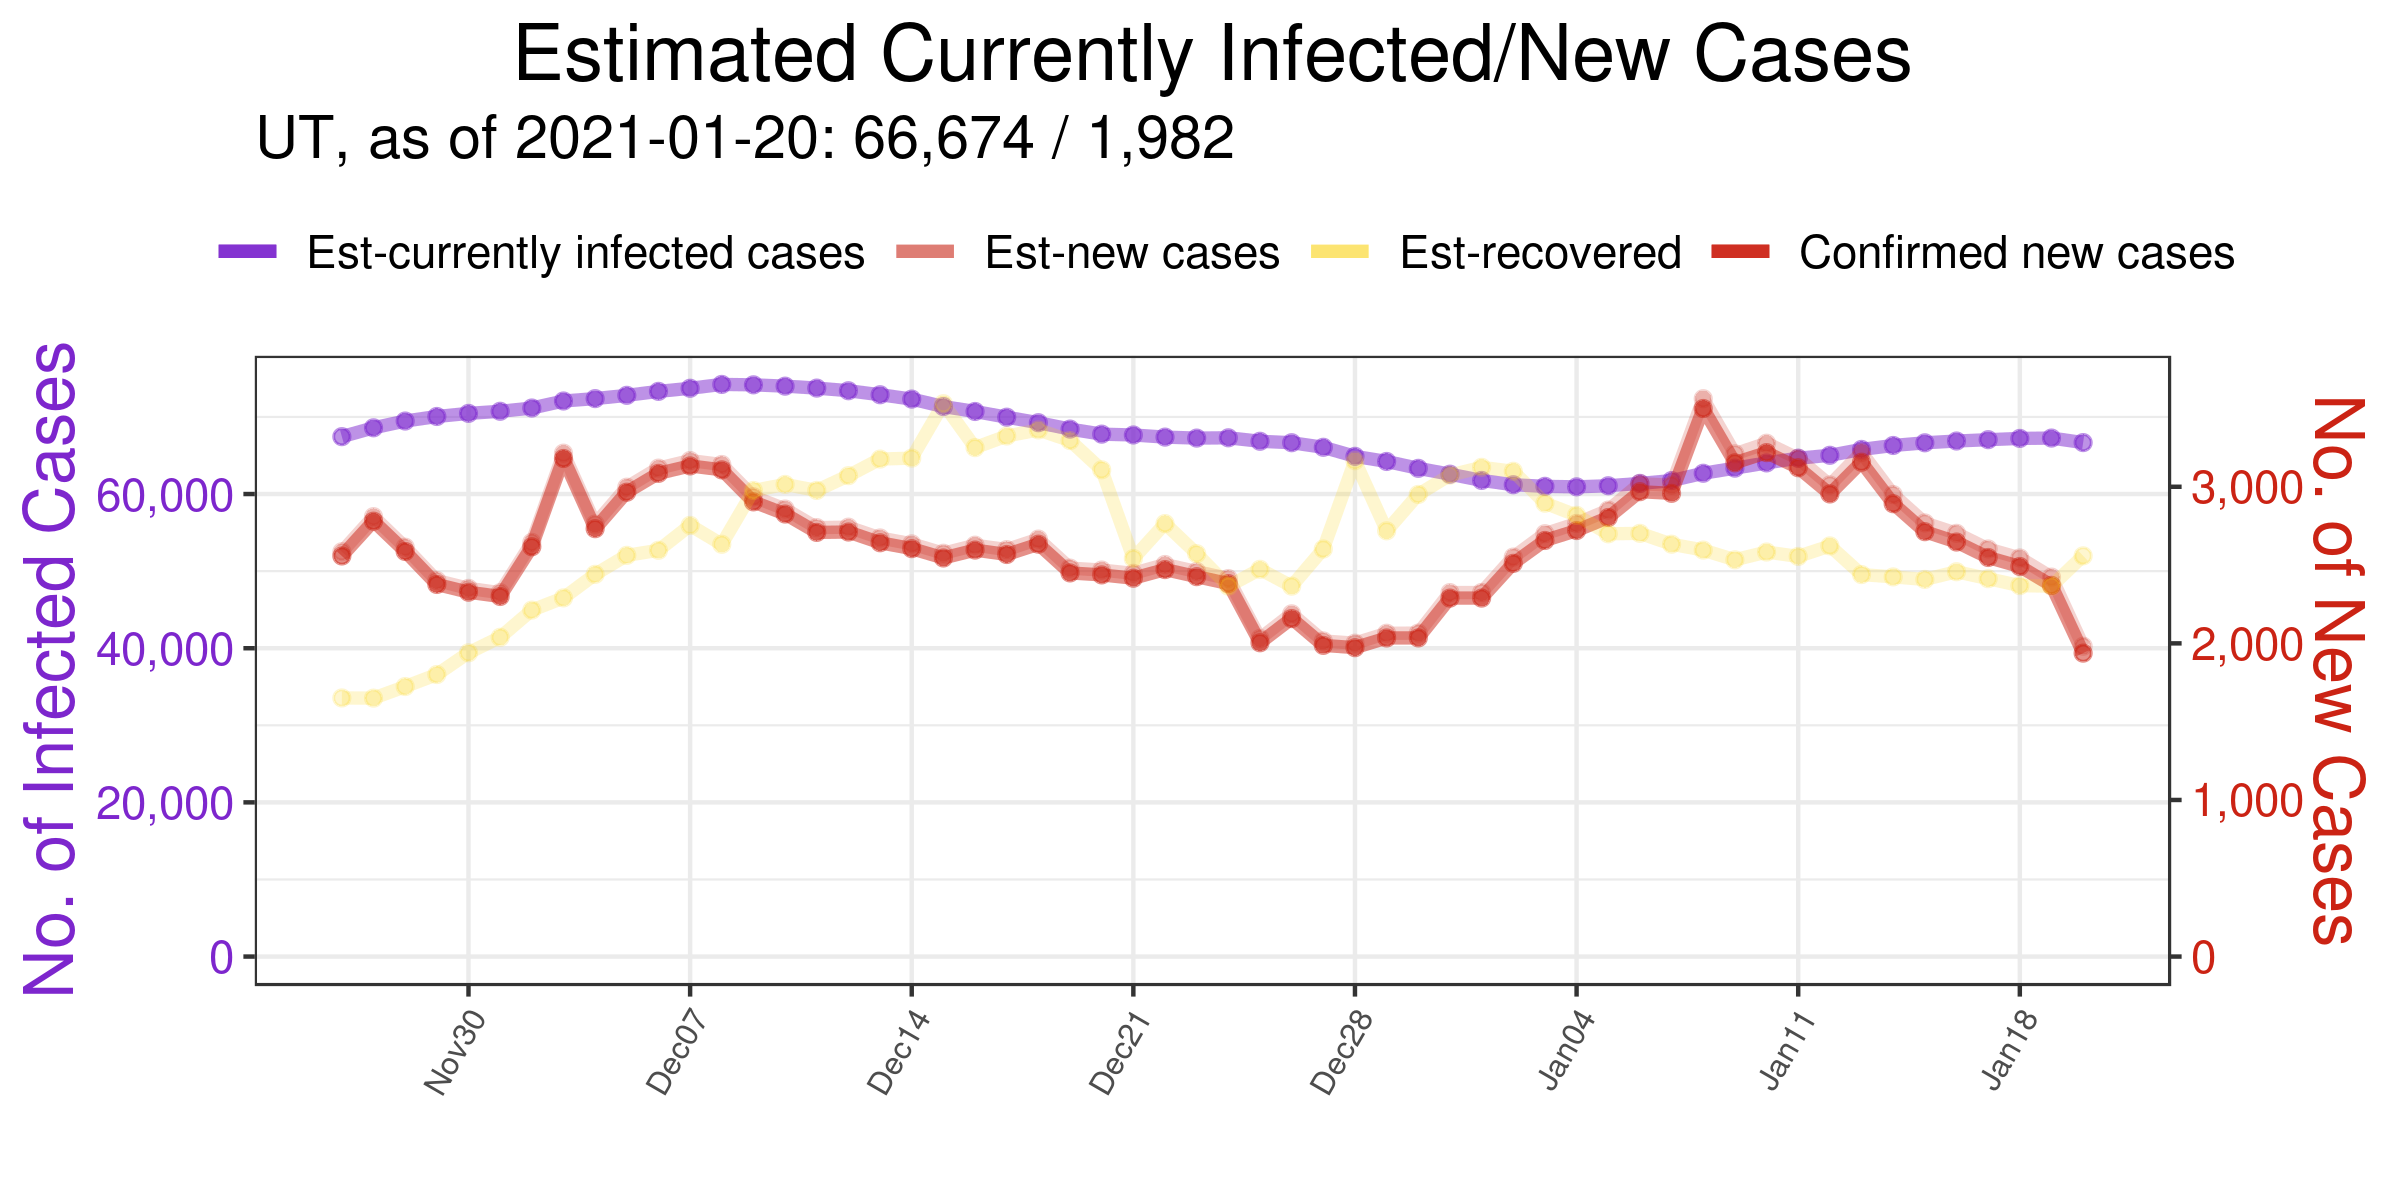 Estimated Currently Infected/New Cases
UT, as of 2021-01-20: 66,674 / 1,982
Est-currently infected cases Est-new cases Est-recovered Confirmed new cases
No. of Infected Cases
60,000
40,000
20,000
0
3,000
2,000
1,000
0
No. of New Cases
Nov30 Dec07 Dec14 Dec21 Dec28 Jan04 Jan11 Jan18